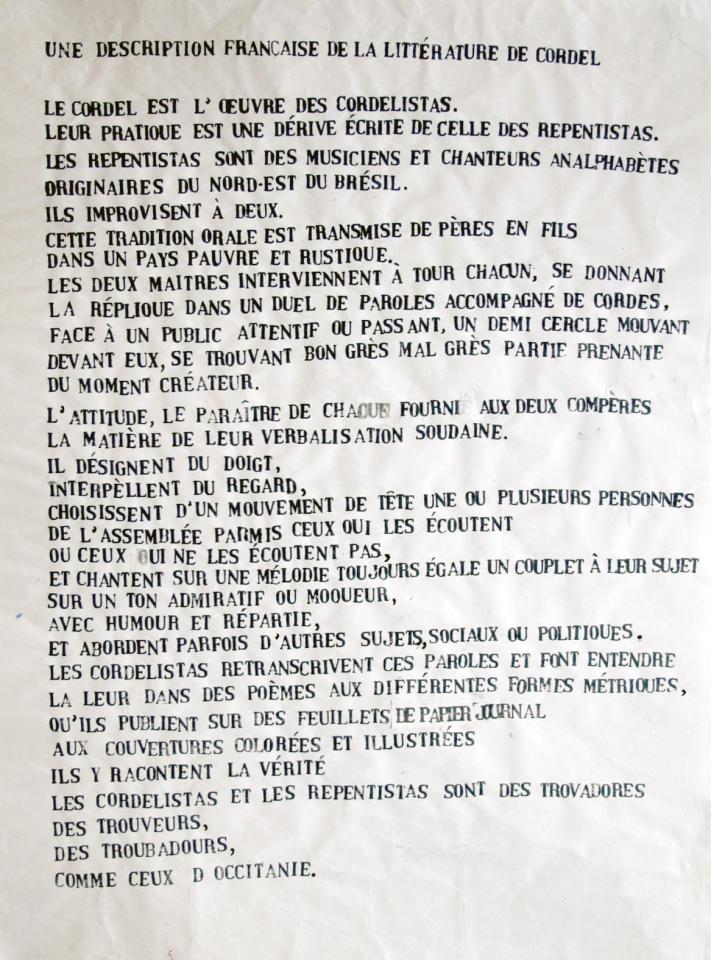 UNE DESCRIPTION FRANCAISE DE LA LITTÉRATURE DE CORDEL
LE CORDEL EST L' ŒUVRE DES CORDELISTAS.
LEUR PRATIQUE EST UNE DÉRIVE ÉCRITE DE CELLE DES REPENTISTAS.
LES REPENTISTAS SONT DES MUSICIENS ET CHANTEURS ANALPHABÈTES
ORIGINAIRES DU NORD-EST DU BRÉSIL.
ILS IMPROVISENT À DEUX.
CETTE TRADITION ORALE EST TRANSMISE DE PÈRES EN FILS
DANS UN PAYS PAUVRE ET RUSTIQUE.
LES DEUX MAITRES INTERVIENNENT À TOUR CHACUN, SE DONNANT
LA RÉPLIQUE DANS UN DUEL DE PAROLES ACCOMPAGNÉ DE CORDES,
FACE À UN PUBLIC ATTENTIF OU PASSANT, UN DEMI CERCLE MOUVANT
DEVANT EUX, SE TROUVANT BON GRÈS MAL GRÈS PARTIE PRENANTE
DU MOMENT CRÉATEUR.
L'ATTITUDE, LE PARAÎTRE DE CHACUN FOURNI AUX DEUX COMPÈRES
LA MATIÈRE DE LEUR VERBALISATION SOUDAINE.
IL DÉSIGNENT DU DOIGT,
INTERPÈLLENT DU REGARD,
CHOISISSENT D'UN MOUVEMENT DE TÊTE UNE OU PLUSIEURS PERSONNES
DE L'ASSEMBLÉE PARMIS CEUX QUI LES ÉCOUTENT
OU CEUX QUI NE LES ÉCOUTENT PAS,
ET CHANTENT SUR UNE MÉLODIE TOUJOURS ÉGALE UN COUPLET À LEUR SUJET
SUR UN TON ADMIRATIF OU MOQUEUR,
AVEC HUMOUR ET RÉPARTIE,
ET ABORDENT PARFOIS D'AUTRES SUJETS, SOCIAUX OU POLITIQUES.
LES CORDELISTAS RETRANSCRIVENT CES PAROLES ET FONT ENTENDRE
LA LEUR DANS DES POÈMES AUX DIFFÉRENTES FORMES MÉTRIQUES,
QU'ILS PUBLIENT SUR DES FEUILLETS DE PAPIER JOURNAL
AUX COUVERTURES COLORÉES ET ILLUSTRÉES
ILS Y RACONTENT LA VÉRITÉ
LES CORDELISTAS ET LES REPENTISTAS SONT DES TROVADORES
DES TROUVEURS,
DES TROUBADOURS,
COMME CEUX D OCCITANIE.